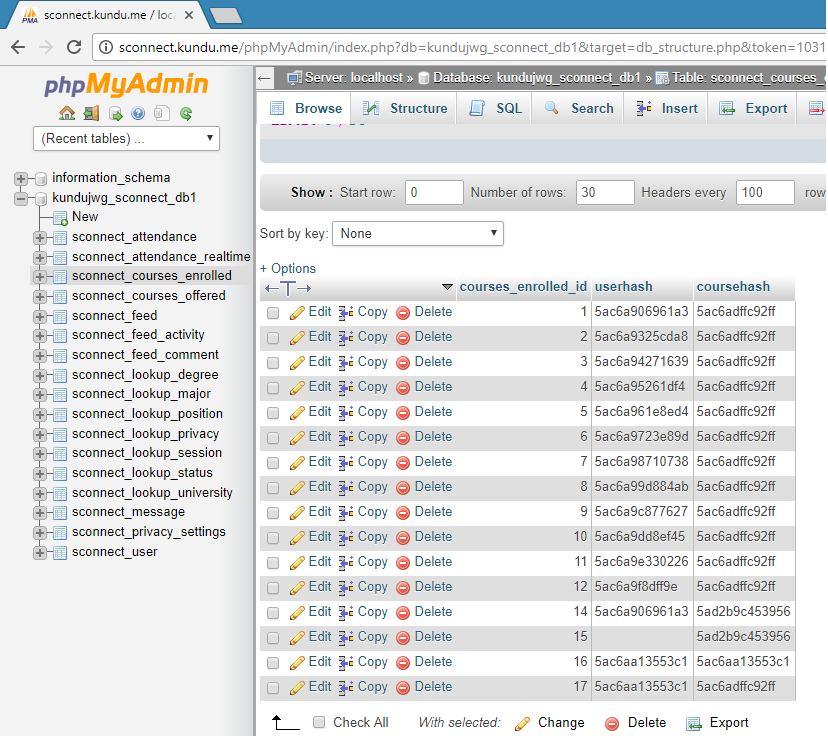 sconnect.kundu.me / loca
sconnect.kundu.me/phpMyAdmin/index.php?db=kundujwg_sconnect_db1&target=db_structure.php&token=1031
phpMyAdmin
(Recent tables) ...
information_schema
kundujwg_sconnect_db1
New
sconnect_attendance
sconnect_attendance_realtime
sconnect_courses_enrolled
sconnect_courses_offered
sconnect_feed
sconnect_feed_activity
sconnect_feed_comment
sconnect_lookup_degree
sconnect_lookup_major
sconnect_lookup_position
sconnect_lookup_privacy
sconnect_lookup_session
sconnect_lookup_status
sconnect_lookup_university
sconnect_message
sconnect_privacy_settings
sconnect_user
Server: localhost » Database: kundujwg_sconnect_db1 » Table: sconnect_courses_
Browse Structure SQL Search Insert Export
Show : Start row: 0 Number of rows: 30 Headers every 100 row
Sort by key: None
+ Options
courses_enrolled_id userhash coursehash
Edit Copy Delete 1 5ac6a906961a3 5ac6adffc92ff
Edit Copy Delete 2 5ac6a9325cda8 5ac6adffc92ff
Edit Copy Delete 3 5ac6a94271639 5ac6adffc92ff
Edit Copy Delete 4 5ac6a95261df4 5ac6adffc92ff
Edit Copy Delete 5 5ac6a961e8ed4 5ac6adffc92ff
Edit Copy Delete 6 5ac6a9723e89d 5ac6adffc92ff
Edit Copy Delete 7 5ac6a98710738 5ac6adffc92ff
Edit Copy Delete 8 5ac6a99d884ab 5ac6adffc92ff
Edit Copy Delete 9 5ac6a9c877627 5ac6adffc92ff
Edit Copy Delete 10 5ac6a9dd8ef45 5ac6adffc92ff
Edit Copy Delete 11 5ac6a9e330226 5ac6adffc92ff
Edit Copy Delete 12 5ac6a9f8dff9e 5ac6adffc92ff
Edit Copy Delete 14 5ac6a906961a3 5ad2b9c453956
Edit Copy Delete 15 5ad2b9c453956
Edit Copy Delete 16 5ac6aa13553c1 5ac6aa13553c1
Edit Copy Delete 17 5ac6aa13553c1 5ac6adffc92ff
Check All With selected: Change Delete Export